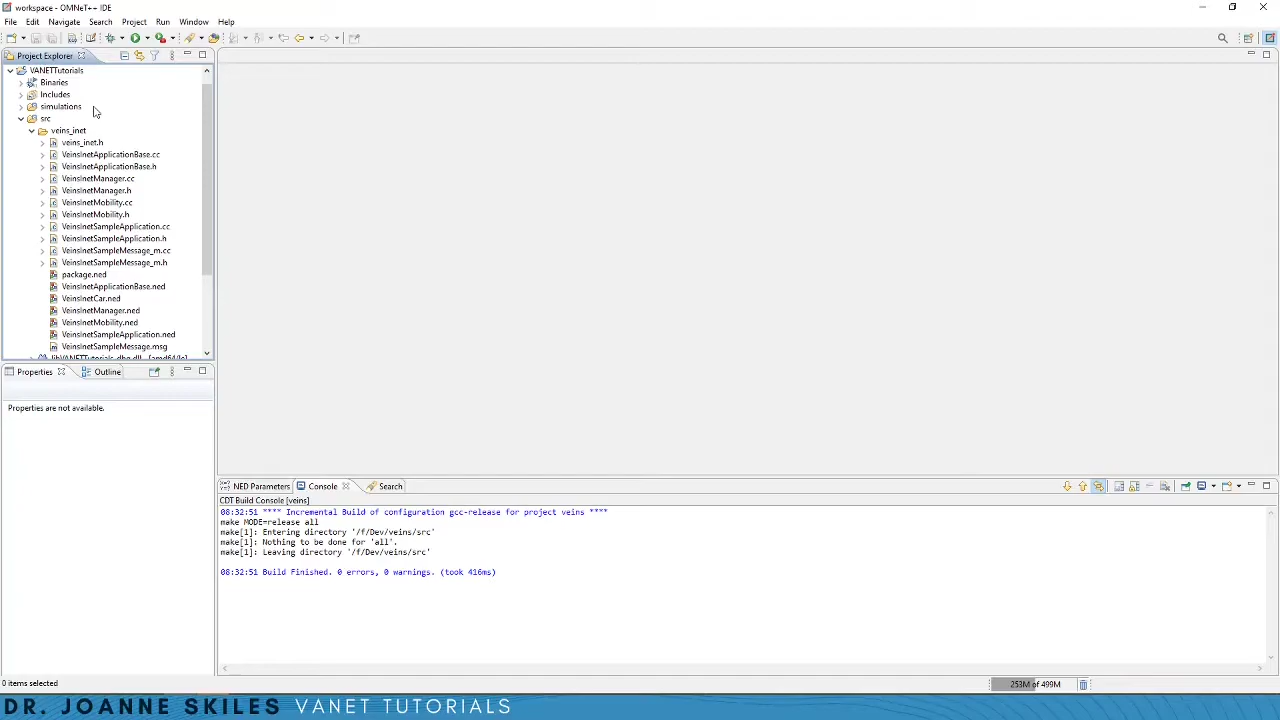 workspace - OMNeT++ IDE
File Edit Navigate Search Project Run Window Help
Project Explorer
VANETTutorials
Binaries
Includes
simulations
src
veins_inet
veins_inet.h
VeinsInetApplicationBase.cc
VeinsInetApplicationBase.h
VeinsInetManager.cc
VeinsInetManager.h
VeinsInetMobility.cc
VeinsInetMobility.h
VeinsInetSampleApplication.cc
VeinsInetSampleApplication.h
VeinsInetSampleMessage_m.cc
VeinsInetSampleMessage_m.h
package.ned
VeinsInetApplicationBase.ned
VeinsInetCar.ned
VeinsInetManager.ned
VeinsInetMobility.ned
VeinsInetSampleApplication.ned
VeinsInetSampleMessage.msg
libVANETTutorials_dbg.dll - [amd64/le]
Properties Outline
Properties are not available.
NED Parameters Console Search
CDT Build Console [veins]
08:32:51 **** Incremental Build of configuration gcc-release for project veins ****
make MODE=release all
make[1]: Entering directory '/f/Dev/veins/src'
make[1]: Nothing to be done for 'all'.
make[1]: Leaving directory '/f/Dev/veins/src'
08:32:51 Build Finished. 0 errors, 0 warnings. (took 416ms)
0 items selected
253M of 499M
DR. JOANNE SKILES VANET TUTORIALS